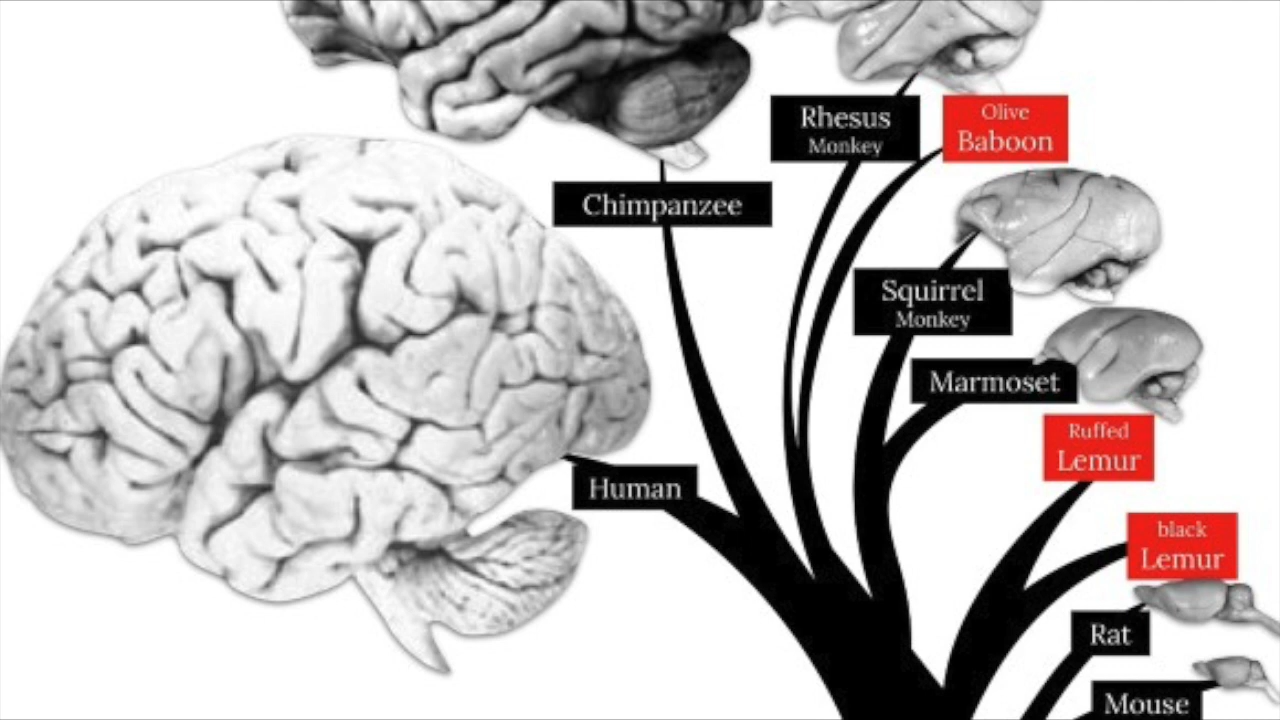 Rhesus
Monkey
Olive
Baboon
Chimpanzee
Squirrel
Monkey
Marmoset
Ruffed
Lemur
Human
black
Lemur
Rat
Mouse